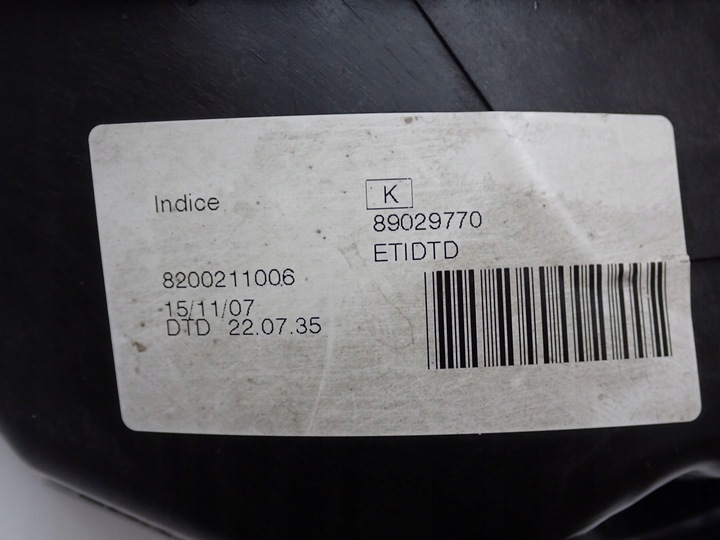 Indice
K
89029770
ETIDTD
8200211006
15/11/07
DTD 22.07.35